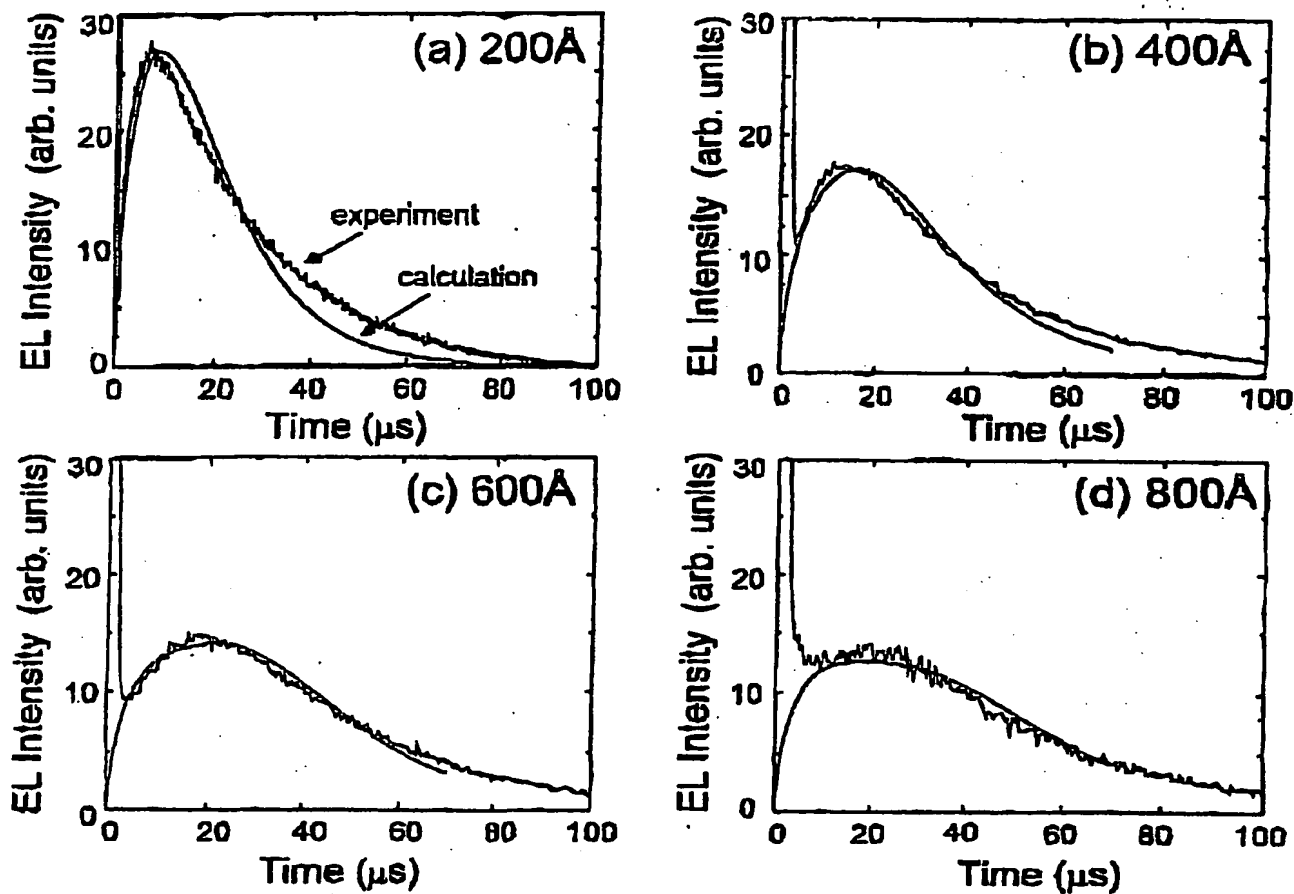 (a) 200Å
EL Intensity (arb. units)
30
20
10
0
experiment
calculation
0 20 40 60 80 100
Time (μs)
(b) 400Å
EL Intensity (arb. units)
30
25
20
15
10
0
0 20 40 60 80 100
Time (μs)
(c) 600Å
EL Intensity (arb. units)
30
20
10
0
0 20 40 60 80 100
Time (μs)
(d) 800Å
EL Intensity (arb. units)
30
20
10
0
0 20 40 60 80 100
Time (μs)